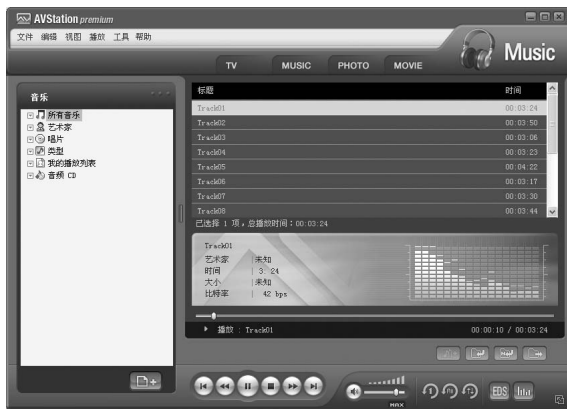 AVStation premium
文件 编辑 视图 播放 工具 帮助
Music
TV MUSIC PHOTO MOVIE
音乐
所有音乐
艺术家
唱片
类型
我的播放列表
音频 CD
标题 时间
Track01 00:03:24
Track02 00:03:50
Track03 00:03:06
Track04 00:03:23
Track05 00:04:22
Track06 00:03:17
Track07 00:03:30
Track08 00:03:44
已选择 1 项，总播放时间：00:03:24
Track01
艺术家 |未知
时间 | 3: 24
大小 |未知
比特率 | 42 bps
播放 : Track01 00:00:10 / 00:03:24
MAX
EDS